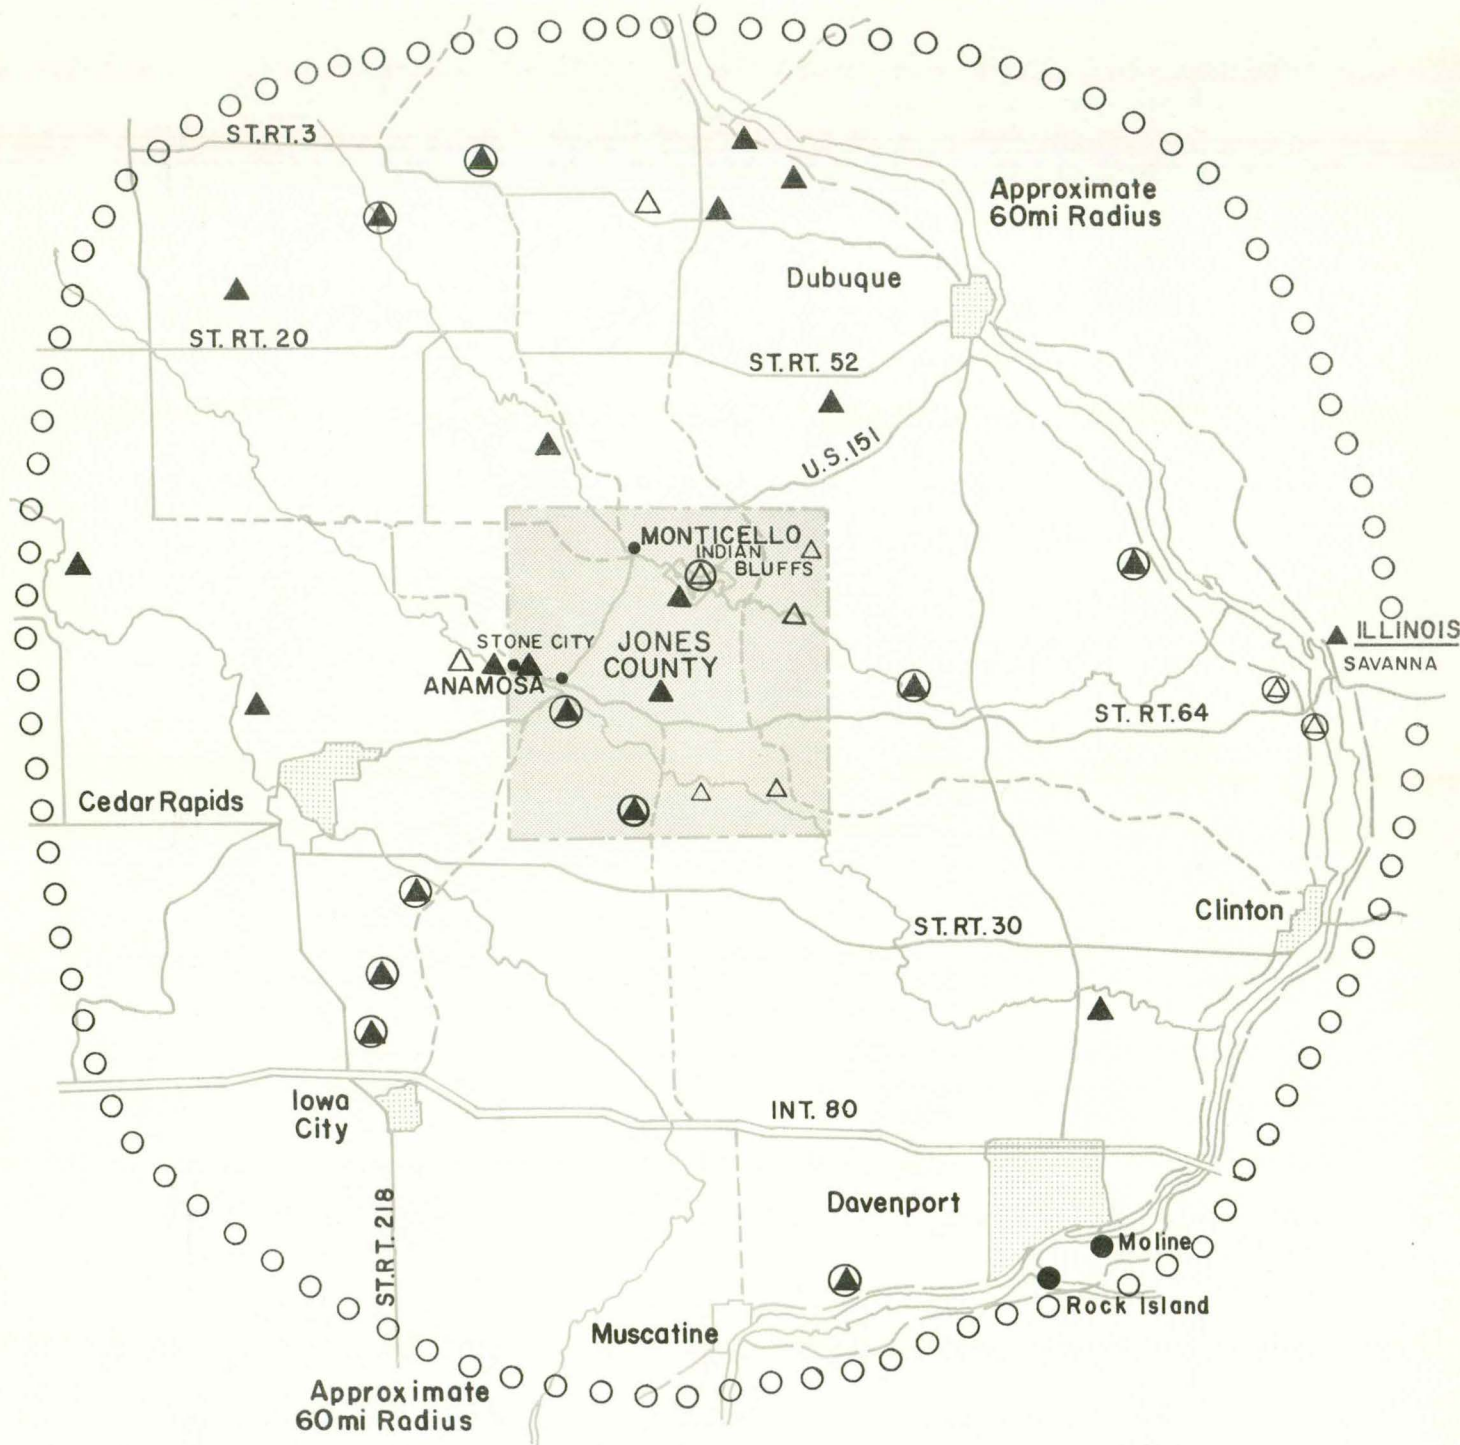 ST.RT.3
Approximate
60mi Radius
Dubuque
ST. RT. 20
ST. RT. 52
U.S.151
MONTICELLO
INDIAN
BLUFFS
STONE CITY
JONES
COUNTY
ANAMOSA
ILLINOIS
SAVANNA
ST. RT.64
Cedar Rapids
Clinton
ST.RT.30
Iowa
City
INT. 80
ST.RT. 218
Davenport
Moline
Rock Island
Muscatine
Approximate
60mi Radius